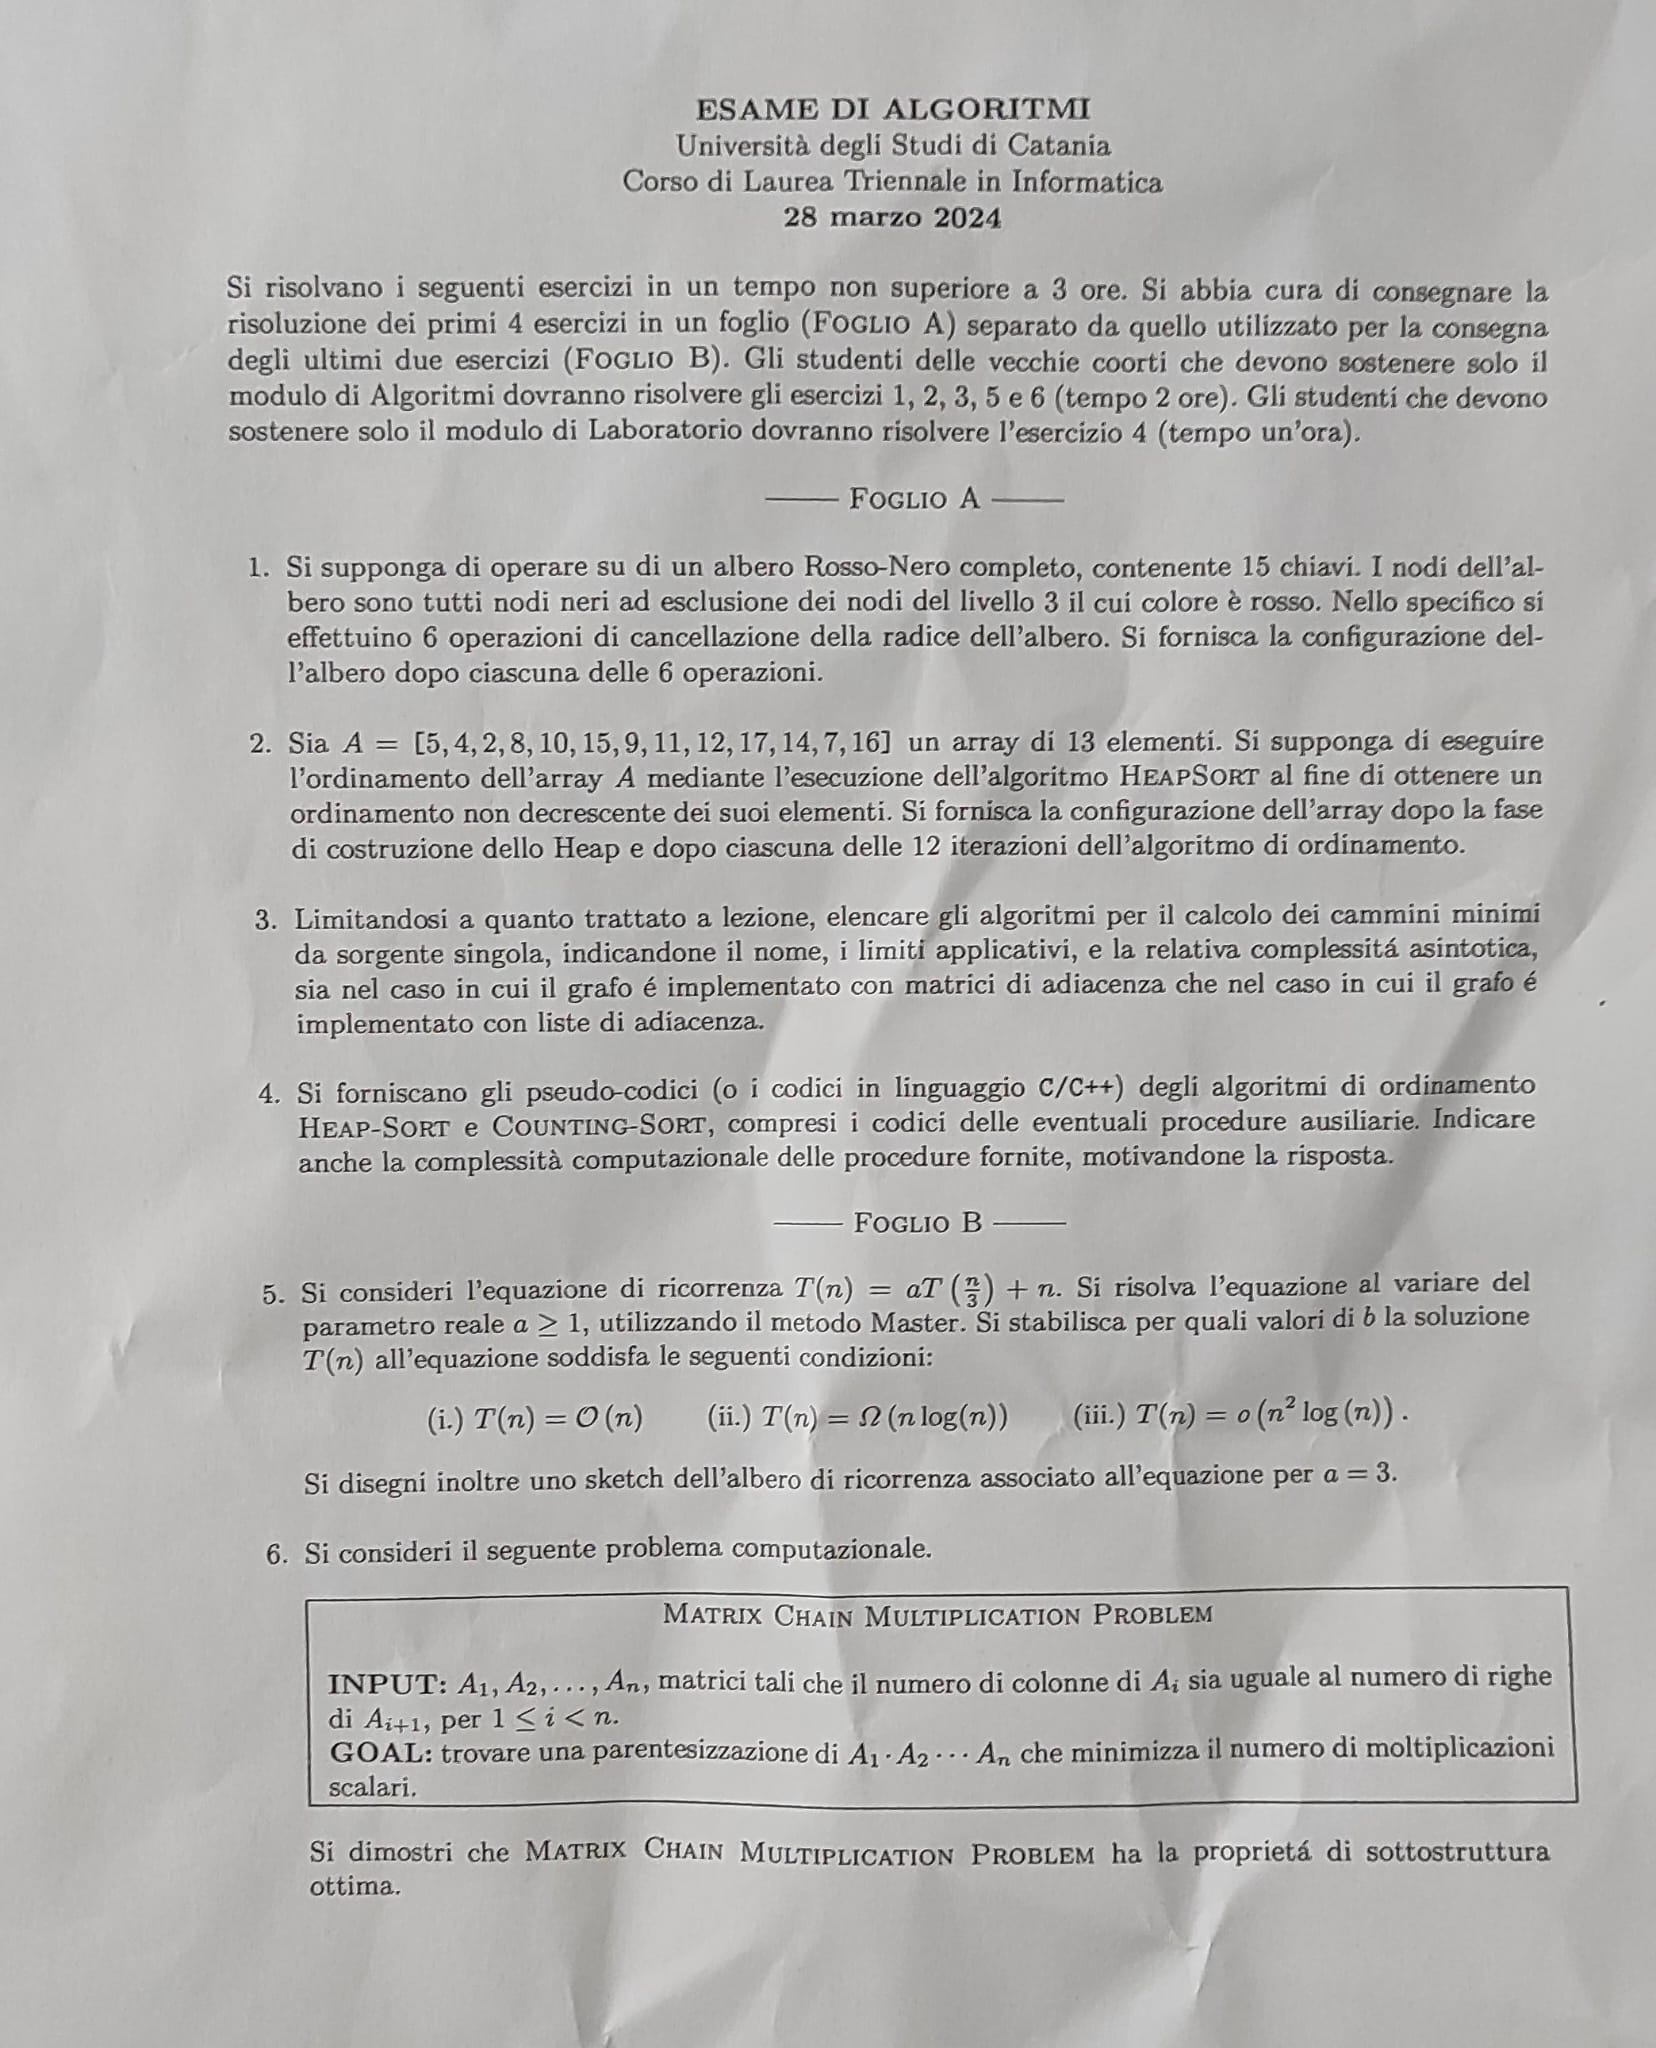 ESAME DI ALGORITMI
Università degli Studi di Catania
Corso di Laurea Triennale in Informatica
28 marzo 2024
Si risolvano i seguenti esercizi in un tempo non superiore a 3 ore. Si abbia cura di consegnare la
risoluzione dei primi 4 esercizi in un foglio (FOGLIO A) separato da quello utilizzato per la consegna
degli ultimi due esercizi (FOGLIO B). Gli studenti delle vecchie coorti che devono sostenere solo il
modulo di Algoritmi dovranno risolvere gli esercizi 1, 2, 3, 5 e 6 (tempo 2 ore). Gli studenti che devono
sostenere solo il modulo di Laboratorio dovranno risolvere l'esercizio 4 (tempo un'ora).
—— FOGLIO A ——
1. Si supponga di operare su di un albero Rosso-Nero completo, contenente 15 chiavi. I nodi dell'al-
bero sono tutti nodi neri ad esclusione dei nodi del livello 3 il cui colore è rosso. Nello specifico si
effettuino 6 operazioni di cancellazione della radice dell'albero. Si fornisca la configurazione del-
l'albero dopo ciascuna delle 6 operazioni.
2. Sia A = [5, 4, 2, 8, 10, 15, 9, 11, 12, 17, 14, 7, 16] un array di 13 elementi. Si supponga di eseguire
l'ordinamento dell'array A mediante l'esecuzione dell'algoritmo HEAPSORT al fine di ottenere un
ordinamento non decrescente dei suoi elementi. Si fornisca la configurazione dell'array dopo la fase
di costruzione dello Heap e dopo ciascuna delle 12 iterazioni dell'algoritmo di ordinamento.
3. Limitandosi a quanto trattato a lezione, elencare gli algoritmi per il calcolo dei cammini minimi
da sorgente singola, indicandone il nome, i limiti applicativi, e la relativa complessitá asintotica,
sia nel caso in cui il grafo é implementato con matrici di adiacenza che nel caso in cui il grafo é
implementato con liste di adiacenza.
4. Si forniscano gli pseudo-codici (o i codici in linguaggio C/C++) degli algoritmi di ordinamento
HEAP-SORT e COUNTING-SORT, compresi i codici delle eventuali procedure ausiliarie. Indicare
anche la complessità computazionale delle procedure fornite, motivandone la risposta.
—— FOGLIO B ——
5. Si consideri l'equazione di ricorrenza T(n) = aT(n/3) + n. Si risolva l'equazione al variare del
parametro reale a ≥ 1, utilizzando il metodo Master. Si stabilisca per quali valori di b la soluzione
T(n) all'equazione soddisfa le seguenti condizioni:
(i.) T(n) = O(n) (ii.) T(n) = Ω(n log(n)) (iii.) T(n) = o(n² log(n)).
Si disegni inoltre uno sketch dell'albero di ricorrenza associato all'equazione per a = 3.
6. Si consideri il seguente problema computazionale.
MATRIX CHAIN MULTIPLICATION PROBLEM
INPUT: A₁, A₂, . . . , Aₙ, matrici tali che il numero di colonne di Aᵢ sia uguale al numero di righe
di Aᵢ₊₁, per 1 ≤ i < n.
GOAL: trovare una parentesizzazione di A₁ · A₂ · · · Aₙ che minimizza il numero di moltiplicazioni
scalari.
Si dimostri che MATRIX CHAIN MULTIPLICATION PROBLEM ha la proprietá di sottostruttura
ottima.